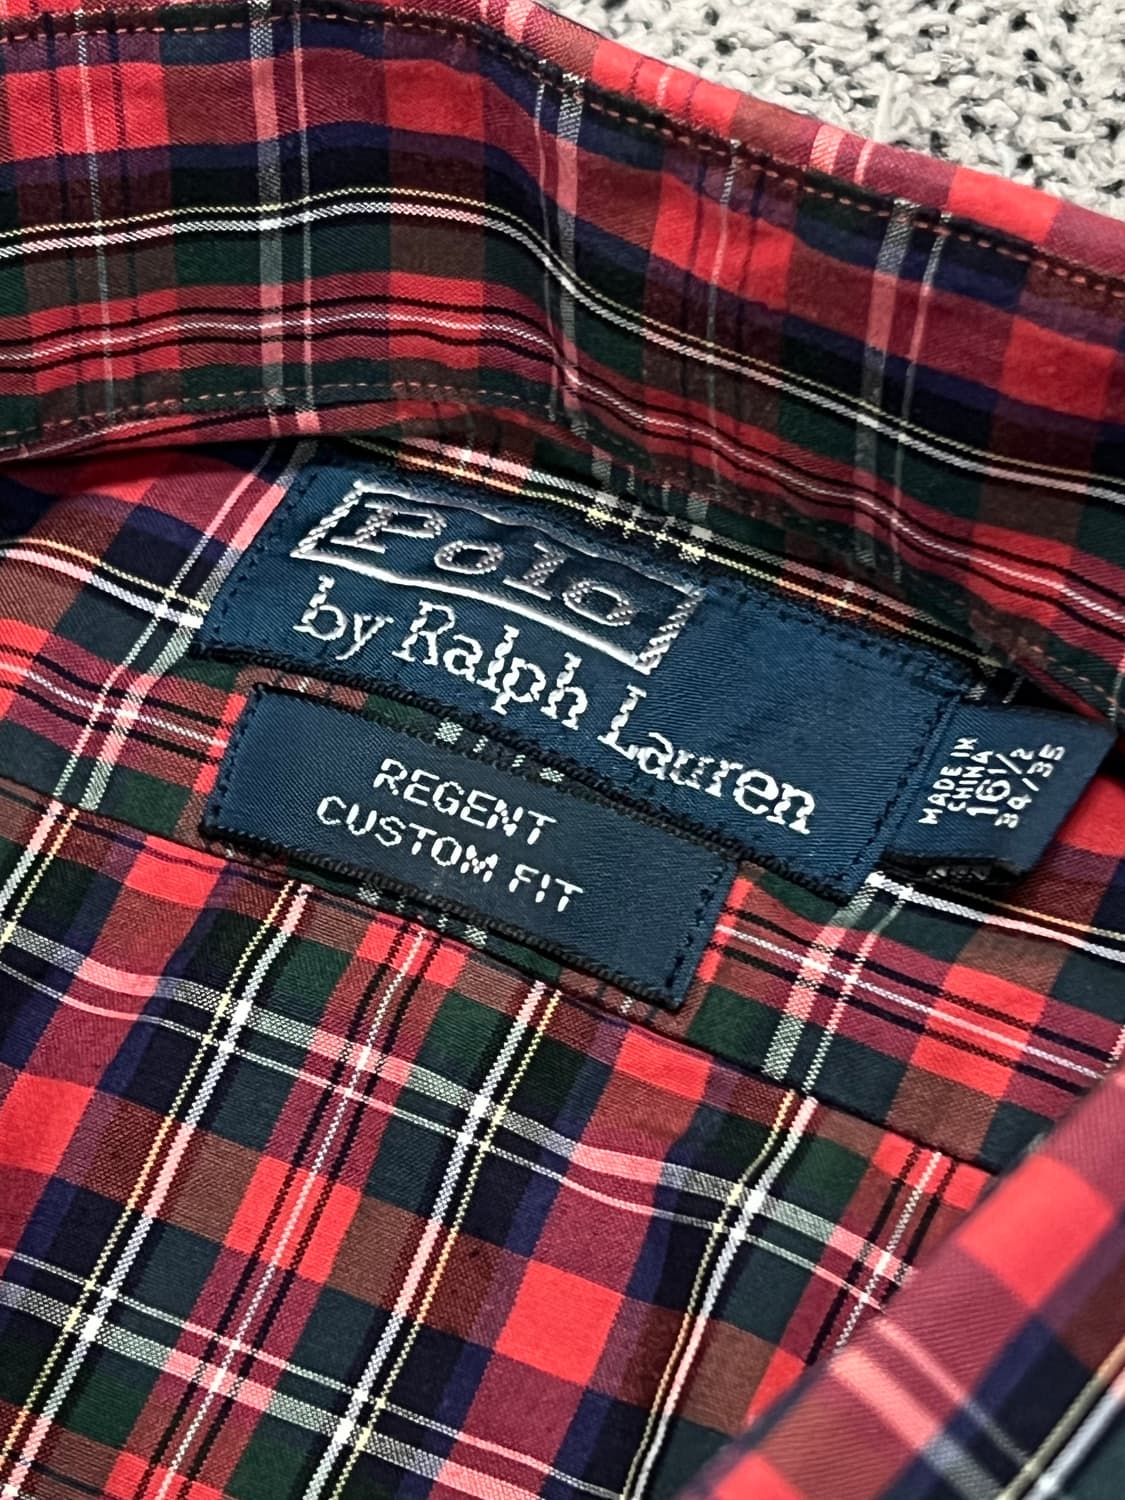 Polo
by Ralph Lauren
REGENT
CUSTOM FIT
MADE IN
CHINA
16 1/2
34/35